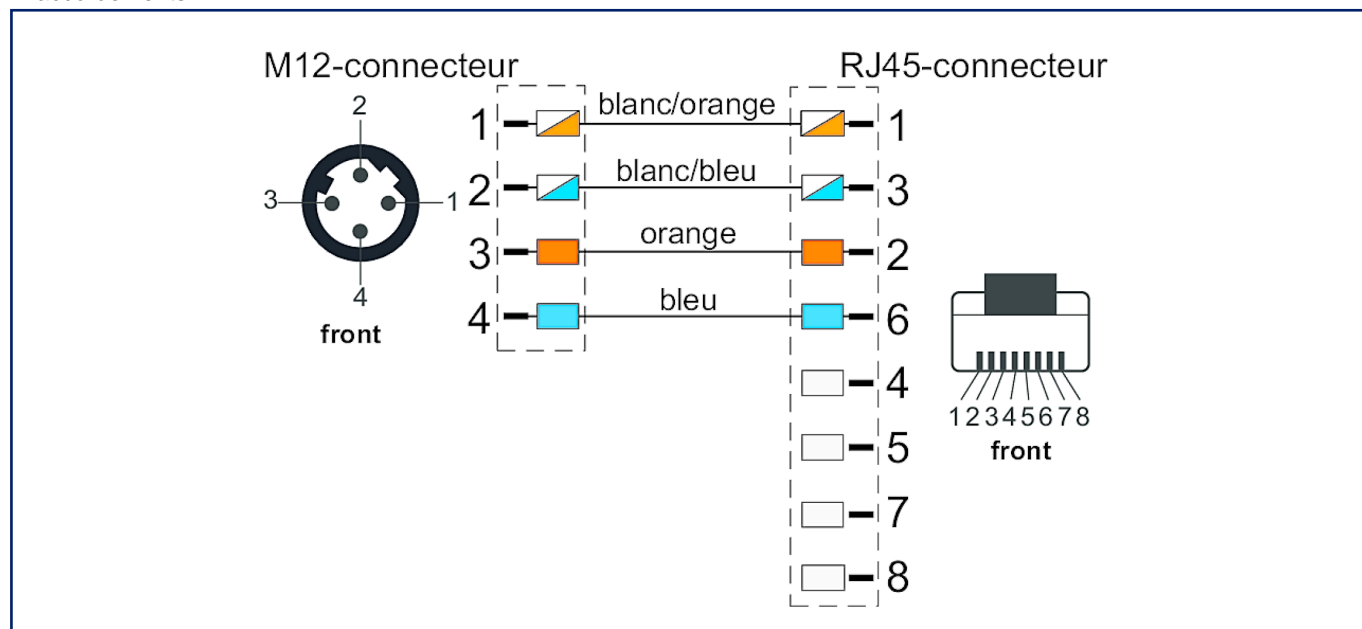 M12-connecteur
RJ45-connecteur
2
3
1
4
front
1 blanc/orange 1
2 blanc/bleu 3
3 orange 2
4 bleu 6
4
5
7
8
12345678
front